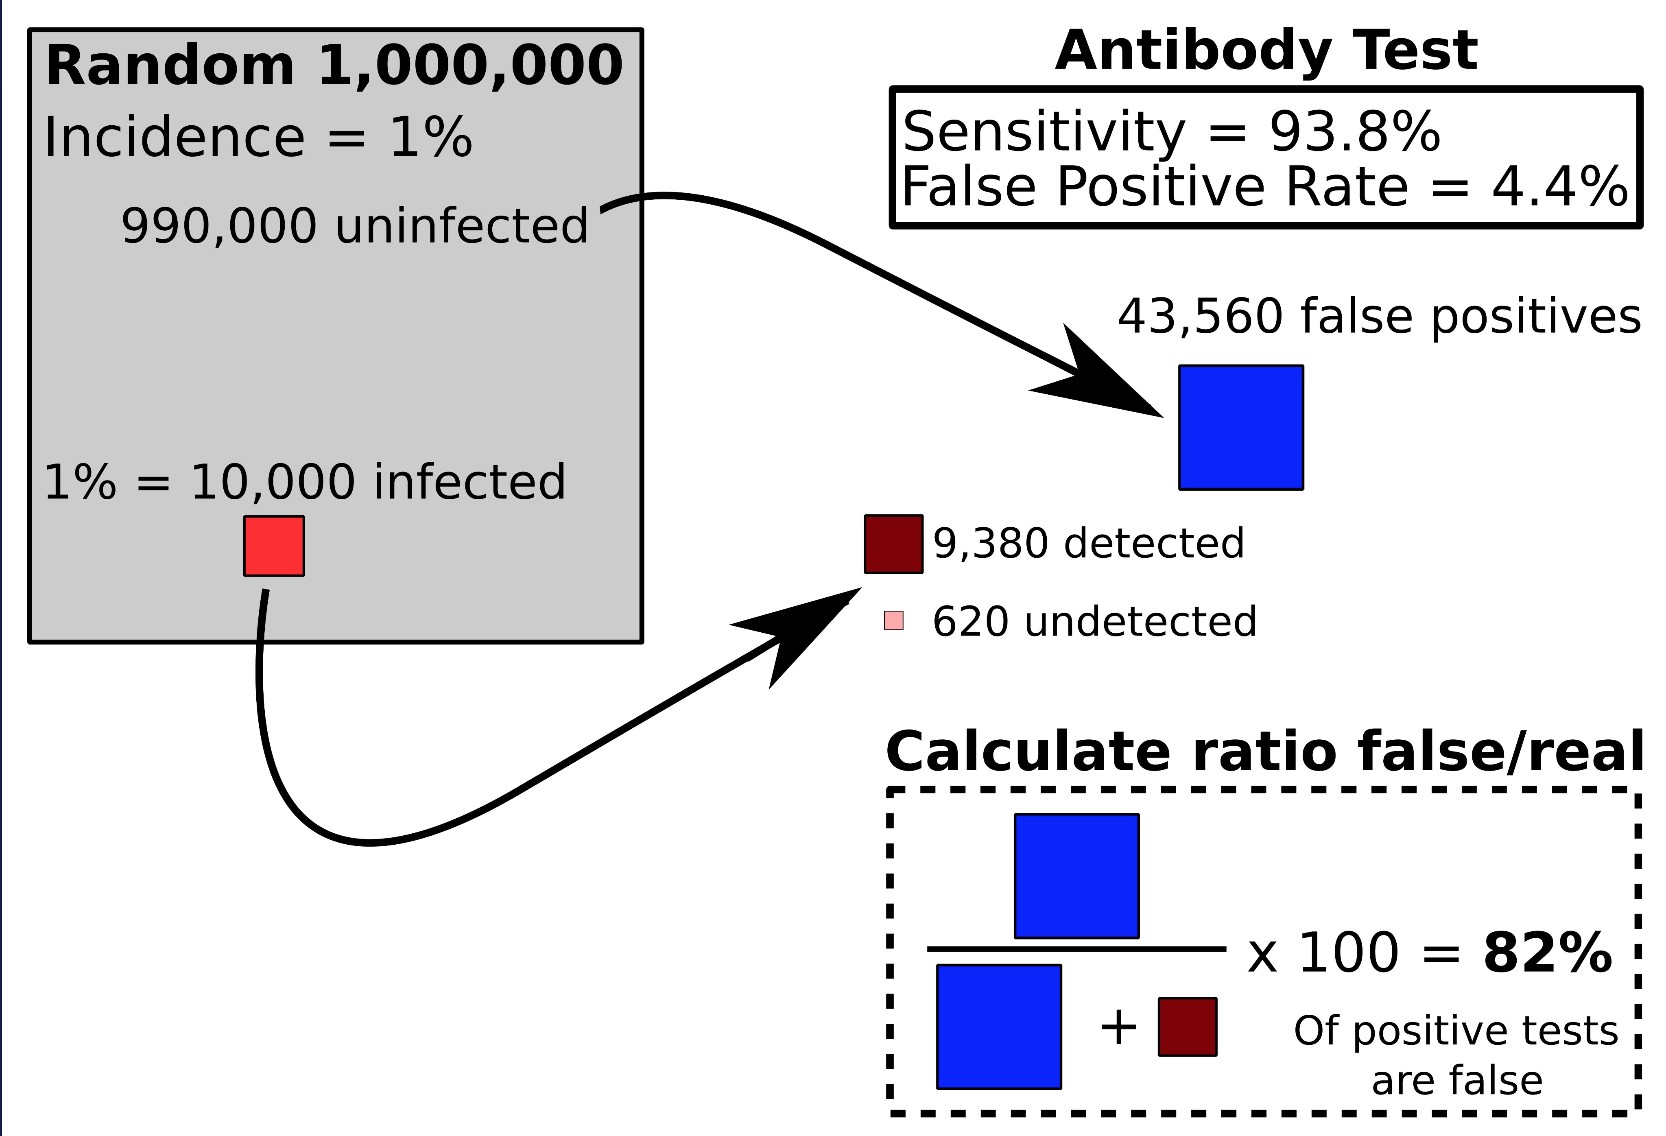 Random 1,000,000
Incidence = 1%
990,000 uninfected
1% = 10,000 infected
Antibody Test
Sensitivity = 93.8%
False Positive Rate = 4.4%
43,560 false positives
9,380 detected
620 undetected
Calculate ratio false/real
+
x 100 = 82%
Of positive tests
are false